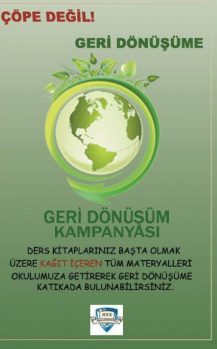 ÇÖPE DEĞİL!
GERİ DÖNÜŞÜME
GERİ DÖNÜŞÜM
KAMPANYASI
DERS KİTAPLARINIZ BAŞTA OLMAK
ÜZERE KAĞIT İÇEREN TÜM MATERYALLERİ
OKULUMUZA GETİREREK GERİ DÖNÜŞÜME
KATIKADA BULUNABİLİRSİNİZ.